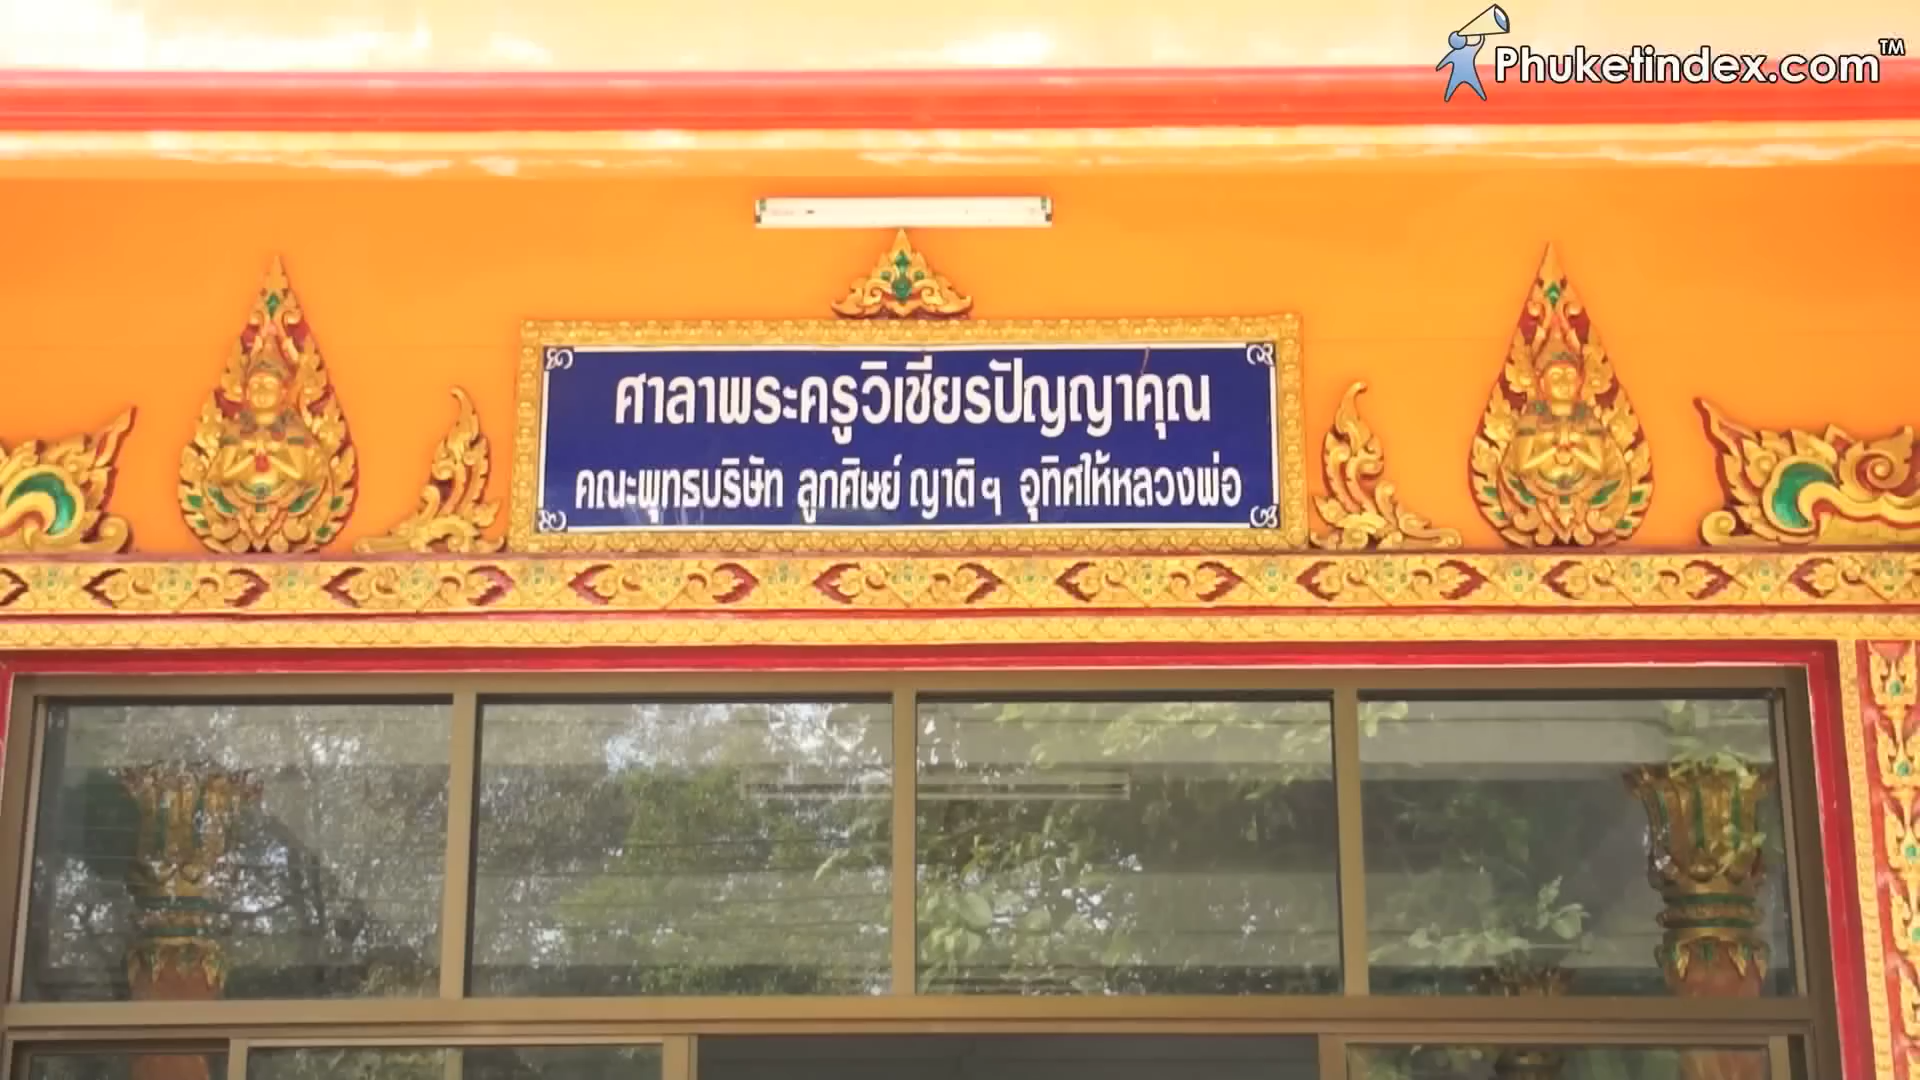 Phuketindex.com™
ศาลาพระครูวิเชียรปัญญาคุณ
คณะพุทธบริษัท ลูกศิษย์ ญาติ ๆ อุทิศให้หลวงพ่อ